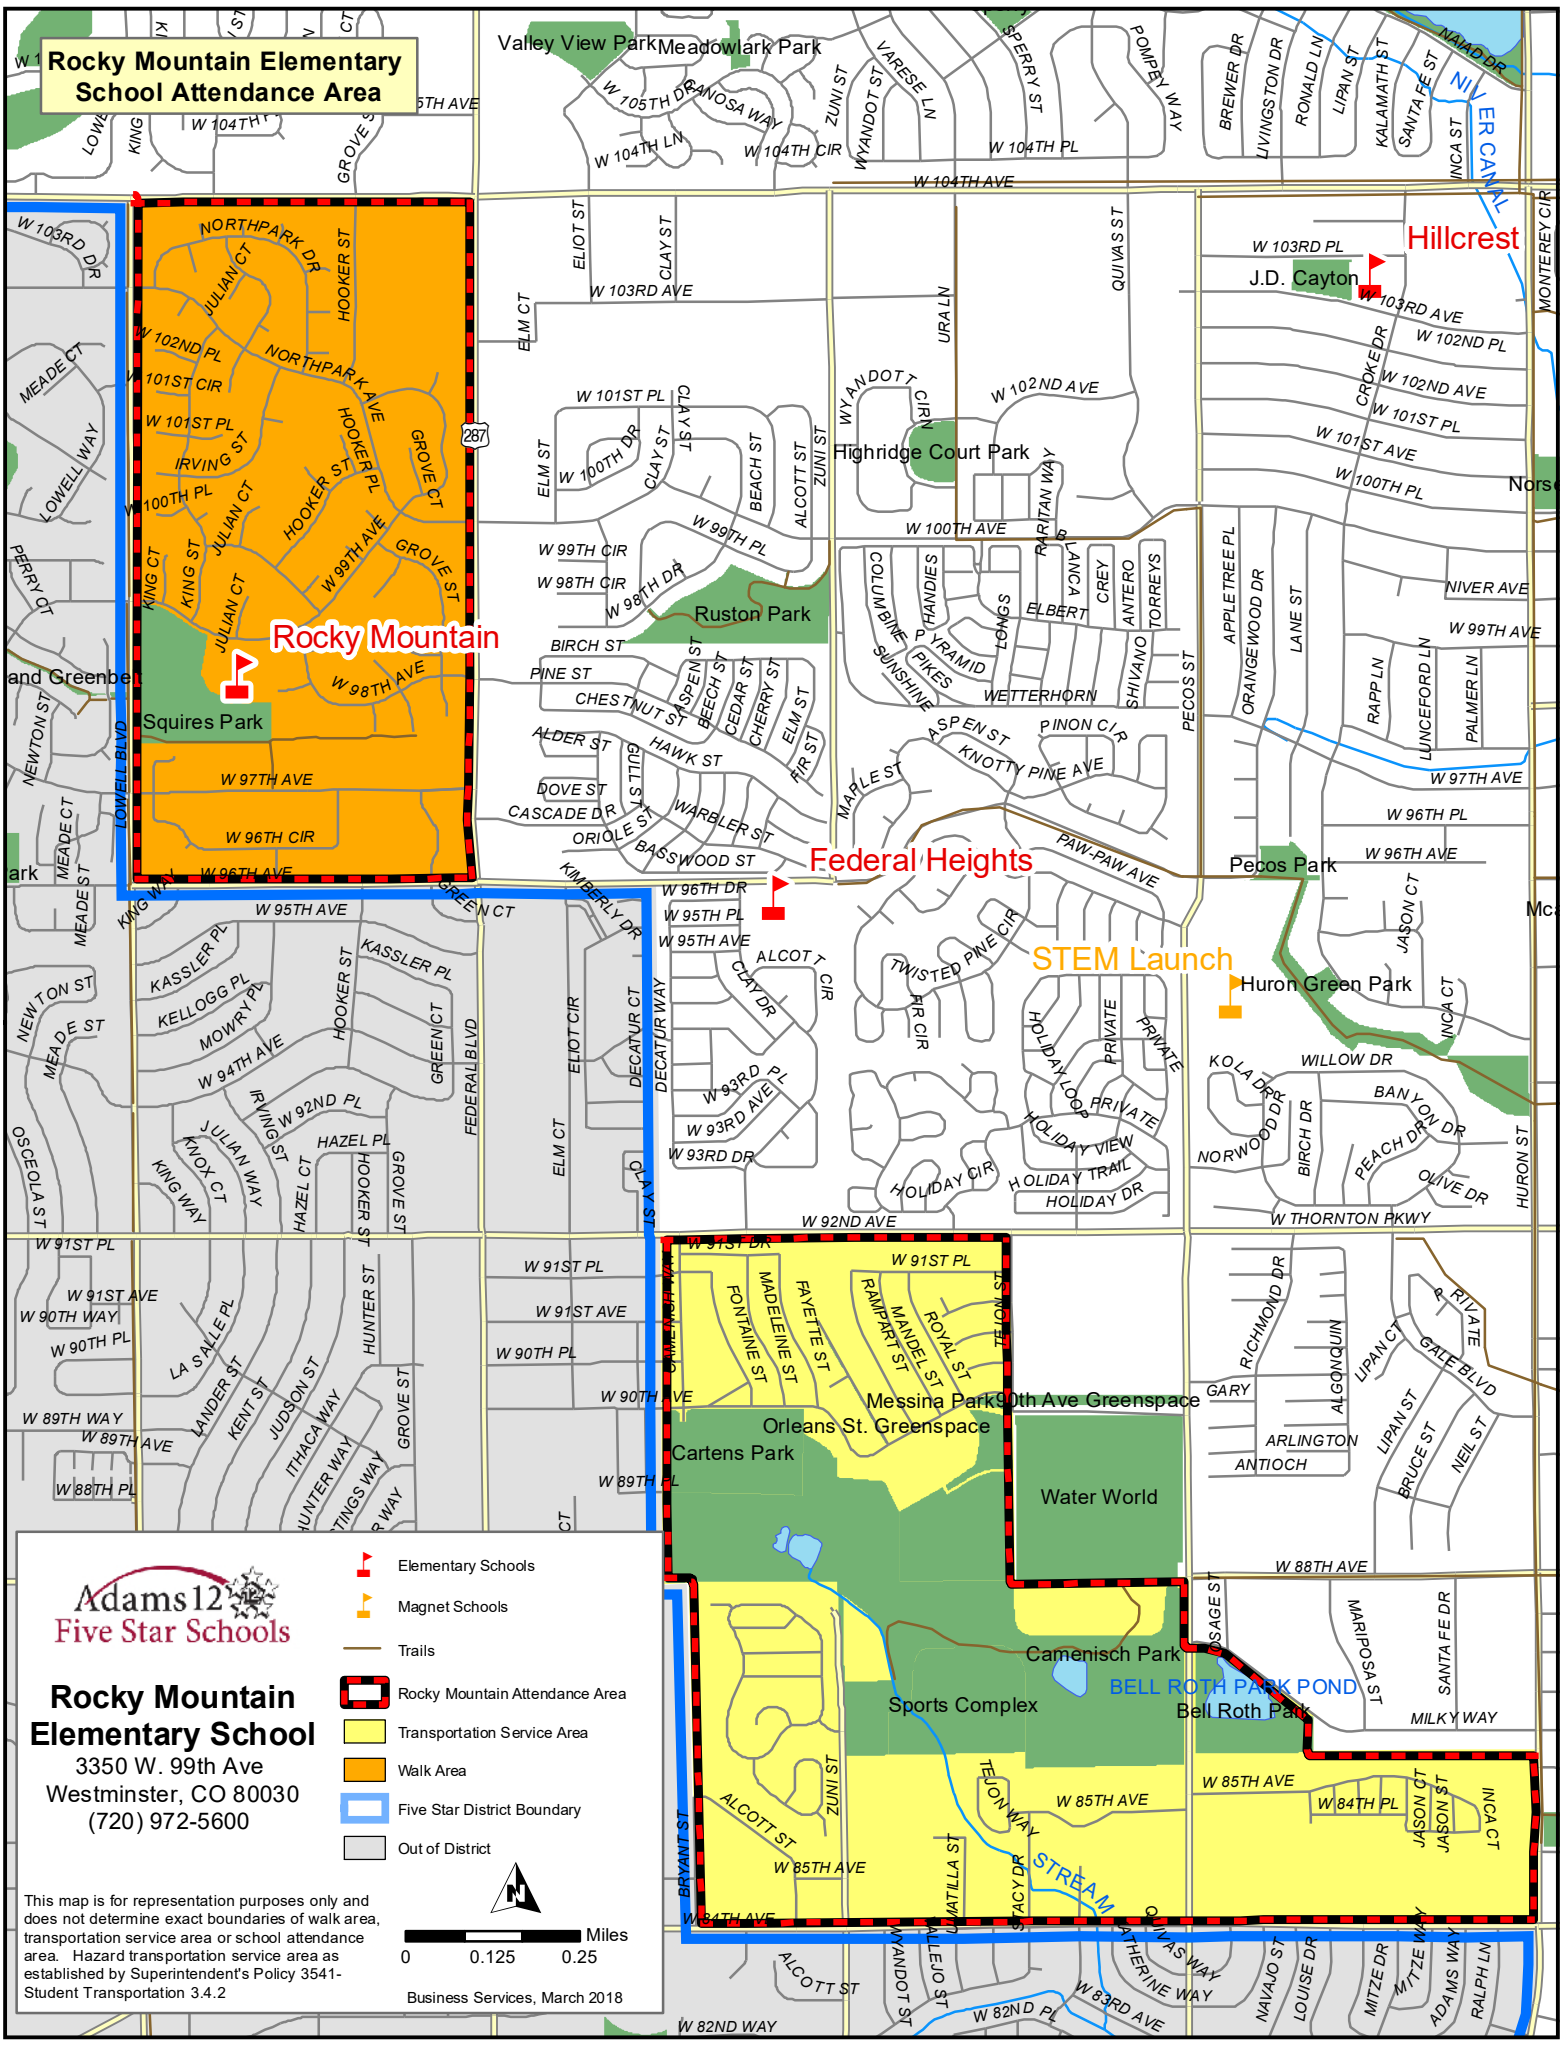 Rocky Mountain Elementary
School Attendance Area
Valley View Park
Meadowlark Park
W 105TH DR
CANOSA WAY
W 104TH LN
W 104TH CIR
ZUNI ST
WYANDOT ST
VARESE LN
SPERRY ST
W 104TH PL
POMPEY WAY
BREWER DR
LIVINGSTON DR
RONALD LN
LIPAN ST
KALAMATH ST
SANTA FE ST
INCA ST
NAIAD DR
NIVER CANAL
W 104TH AVE
MONTEREY CIR
W 103RD DR
NORTHPARK DR
JULIAN CT
HOOKER ST
W 102ND PL
NORTHPARK AVE
W 101ST CIR
W 101ST PL
IRVING ST
HOOKER PL
GROVE CT
W 100TH PL
JULIAN CT
HOOKER ST
W 99TH AVE
GROVE ST
KING CT
KING ST
JULIAN CT
Rocky Mountain
W 98TH AVE
Squires Park
W 97TH AVE
W 96TH CIR
W 96TH AVE
287
MEADE CT
LOWELL WAY
PERRY CT
and Greenbelt
NEWTON ST
LOWELL BLVD
MEADE CT
ark
MEADE ST
ELIOT ST
CLAY ST
W 103RD AVE
ELM CT
URA LN
QUIVAS ST
W 103RD PL
Hillcrest
J.D. Cayton
W 103RD AVE
W 102ND PL
CROKE DR
W 102ND AVE
W 101ST PL
W 101ST AVE
W 100TH PL
Norse
W 101ST PL
CLAY ST
W 100TH DR
ELM ST
CLAY ST
BEACH ST
ALCOTT ST
ZUNI ST
WYANDOTT
CIRN
W 102ND AVE
Highridge Court Park
RARITAN WAY
W 100TH AVE
W 99TH PL
W 99TH CIR
W 98TH CIR
W 98TH DR
Ruston Park
COLUMBINE
HANDIES
LONGS
BLANCA
CREY
ANTERO
TORREYS
ELBERT
PYRAMID
PIKES
SUNSHINE
WETTERHORN
SHIVANO
PECOS ST
APPLETREE PL
ORANGEWOOD DR
LANE ST
NIVER AVE
W 99TH AVE
RAPP LN
LUNCEFORD LN
PALMER LN
W 97TH AVE
W 96TH PL
W 96TH AVE
BIRCH ST
PINE ST
CHESTNUT ST
ASPEN ST
BEECH ST
CEDAR ST
CHERRY ST
ELM ST
FIR ST
ALDER ST
HAWK ST
GULL ST
DOVE ST
CASCADE DR
ORIOLE ST
WARBLER ST
BASSWOOD ST
MAPLE ST
ASPEN ST
PINON CIR
KNOTTY PINE AVE
PAW-PAW AVE
Federal Heights
Pecos Park
JASON CT
Mca
STEM Launch
Huron Green Park
INCA CT
KING WAY
W 95TH AVE
GREEN CT
KIMBERLY DR
W 96TH DR
W 95TH PL
W 95TH AVE
ALCOTT
CIR
CLAY DR
TWISTED PINE CIR
FIR CIR
HOLIDAY LOOP
PRIVATE
PRIVATE
PRIVATE
HOLIDAY VIEW
HOLIDAY TRAIL
HOLIDAY DR
HOLIDAY CIR
KOLA DR
WILLOW DR
NORWOOD DR
BIRCH DR
BANYON DR
PEACH DR
OLIVE DR
HURON ST
KASSLER PL
KASSLER PL
KELLOGG PL
MOWRY PL
W 94TH AVE
HOOKER ST
GREEN CT
FEDERAL BLVD
ELIOT CIR
DECATUR CT
DECATUR WAY
W 93RD PL
W 93RD AVE
W 93RD DR
NEWTON ST
MEADE ST
OSCEOLA ST
IRVING ST
W 92ND PL
JULIAN WAY
KNOX CT
KING WAY
HAZEL PL
HAZEL CT
HOOKER ST
GROVE ST
ELM CT
CLAY ST
W 92ND AVE
W THORNTON PKWY
W 91ST PL
W 91ST AVE
W 90TH WAY
W 90TH PL
W 89TH WAY
W 89TH AVE
W 88TH PL
LA SALLE PL
LANDER ST
KENT ST
JUDSON ST
ITHACA WAY
HUNTER WAY
TINGS WAY
R WAY
HUNTER ST
GROVE ST
W 91ST PL
W 91ST AVE
W 90TH PL
W 90TH AVE
W 89TH PL
CT
W 91ST DR
W 91ST PL
FONTAINE ST
MADELEINE ST
FAYETTE ST
RAMPART ST
MANDEL ST
ROYAL ST
TEJON ST
Messina Park
90th Ave Greenspace
Orleans St. Greenspace
Cartens Park
Water World
RICHMOND DR
GARY
ALGONQUIN
ARLINGTON
ANTIOCH
LIPAN CT
PRIVATE
GALE BLVD
LIPAN ST
BRUCE ST
NEIL ST
W 88TH AVE
OSAGE ST
MARIPOSA ST
SANTA FE DR
MILKY WAY
Camenisch Park
BELL ROTH PARK POND
Bell Roth Park
Sports Complex
ZUNI ST
ALCOTT ST
W 85TH AVE
TEJON WAY
W 85TH AVE
W 85TH AVE
W 84TH PL
JASON CT
JASON ST
INCA CT
UMATILLA ST
STACY DR
STREAM
BRYANT ST
W 84TH AVE
ALCOTT ST
WYANDOT ST
VALLEJO ST
W 82ND PL
W 83RD AVE
CATHERINE WAY
QUIVAS WAY
NAVAJO ST
LOUISE DR
MITZE DR
MITZE WAY
ADAMS WAY
RALPH LN
W 82ND WAY
Adams 12
Five Star Schools
Rocky Mountain
Elementary School
3350 W. 99th Ave
Westminster, CO 80030
(720) 972-5600
Elementary Schools
Magnet Schools
Trails
Rocky Mountain Attendance Area
Transportation Service Area
Walk Area
Five Star District Boundary
Out of District
This map is for representation purposes only and
does not determine exact boundaries of walk area,
transportation service area or school attendance
area. Hazard transportation service area as
established by Superintendent's Policy 3541-
Student Transportation 3.4.2
N
Miles
0 0.125 0.25
Business Services, March 2018